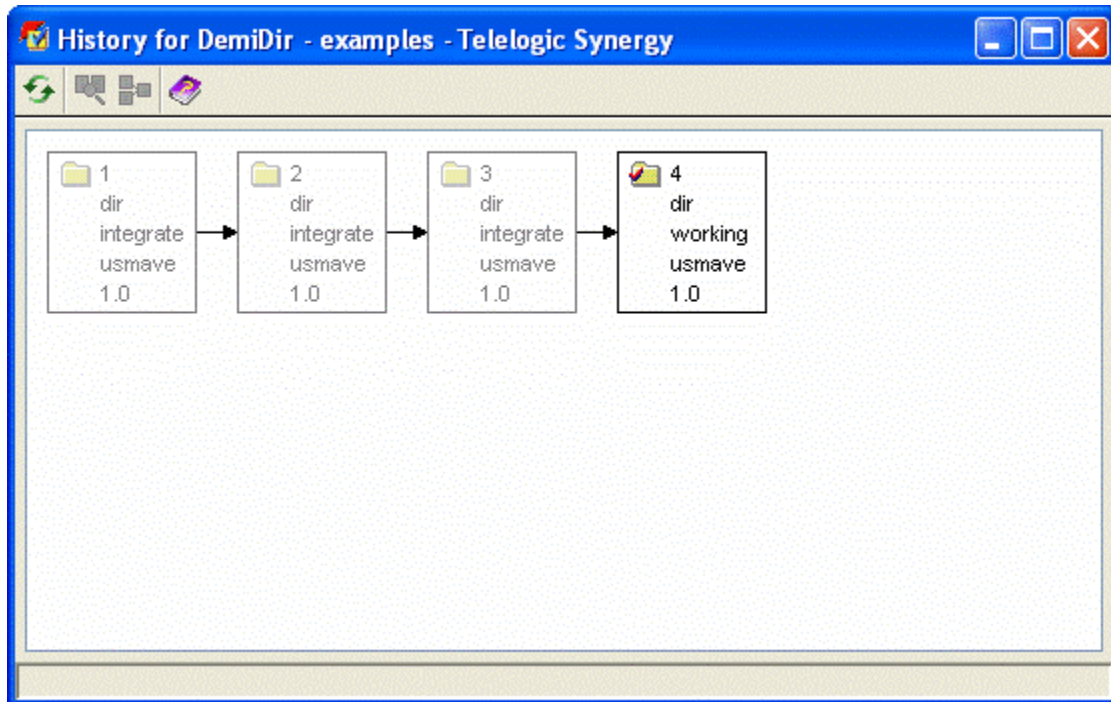 History for DemiDir - examples - Telelogic Synergy
1
dir
integrate
usmave
1.0
2
dir
integrate
usmave
1.0
3
dir
integrate
usmave
1.0
4
dir
working
usmave
1.0